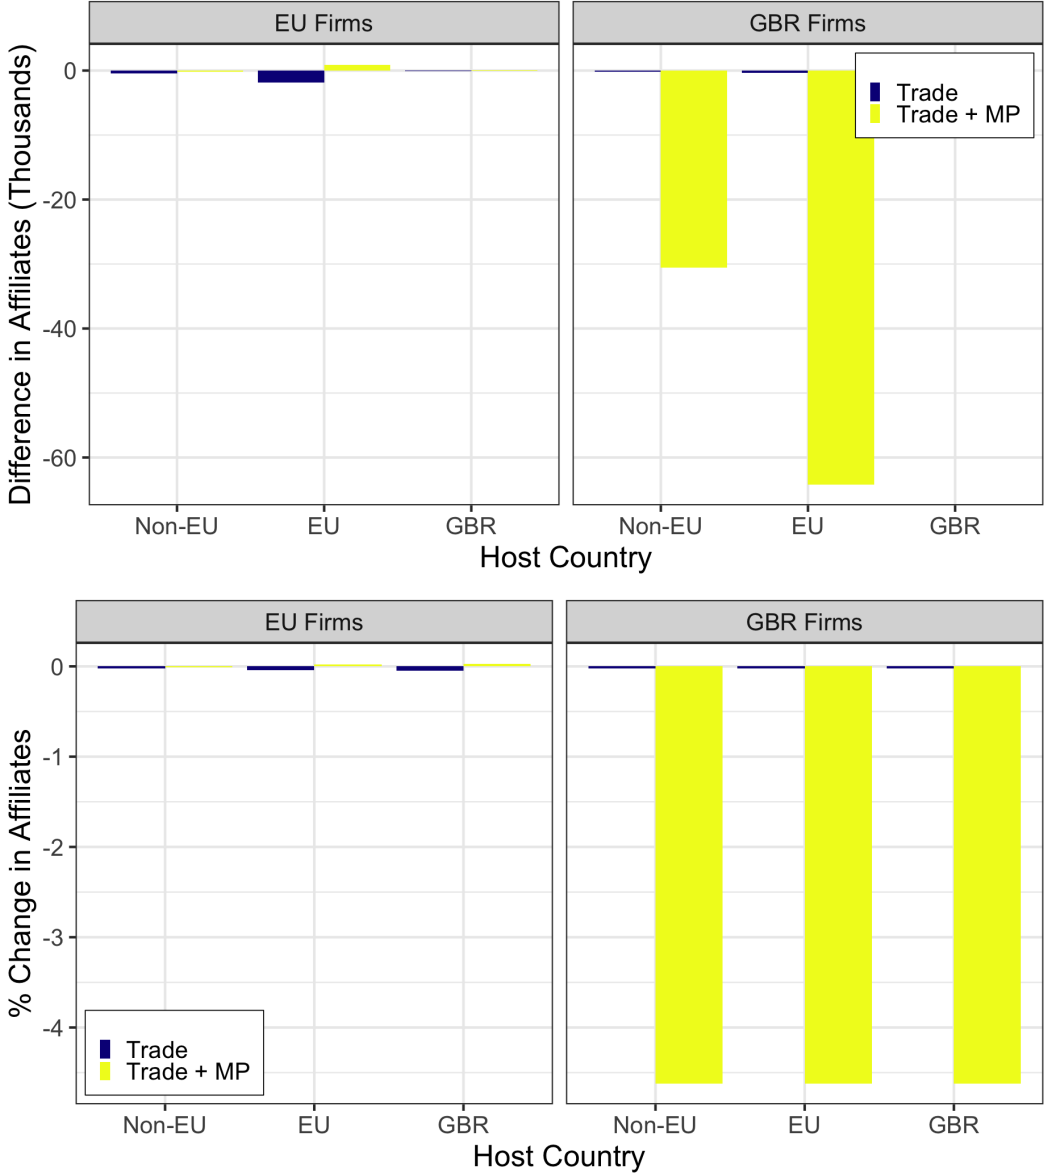 EU Firms
GBR Firms
Difference in Affiliates (Thousands)
0
-20
-40
-60
Trade
Trade + MP
Non-EU
EU
GBR
Non-EU
EU
GBR
Host Country
EU Firms
GBR Firms
% Change in Affiliates
0
-1
-2
-3
-4
Trade
Trade + MP
Non-EU
EU
GBR
Non-EU
EU
GBR
Host Country